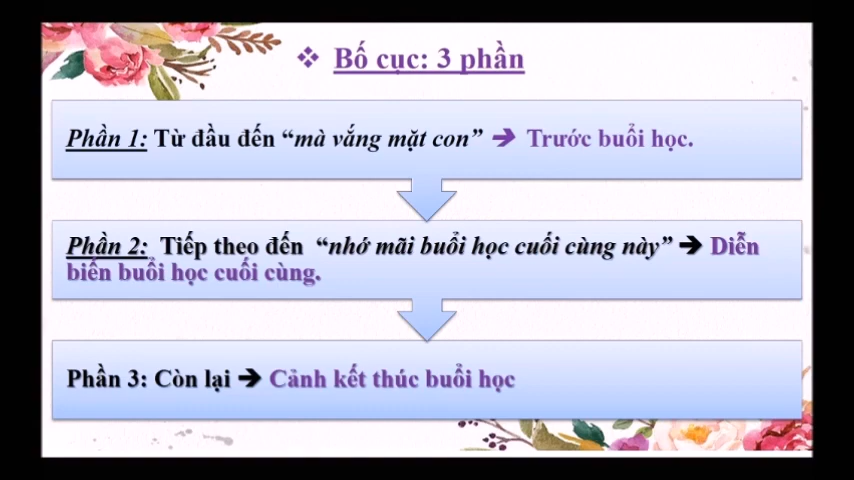 ❖ Bố cục: 3 phần
Phần 1: Từ đầu đến “mà vắng mặt con” ➔ Trước buổi học.
Phần 2: Tiếp theo đến “nhớ mãi buổi học cuối cùng này” ➔ Diễn
biến buổi học cuối cùng.
Phần 3: Còn lại ➔ Cảnh kết thúc buổi học